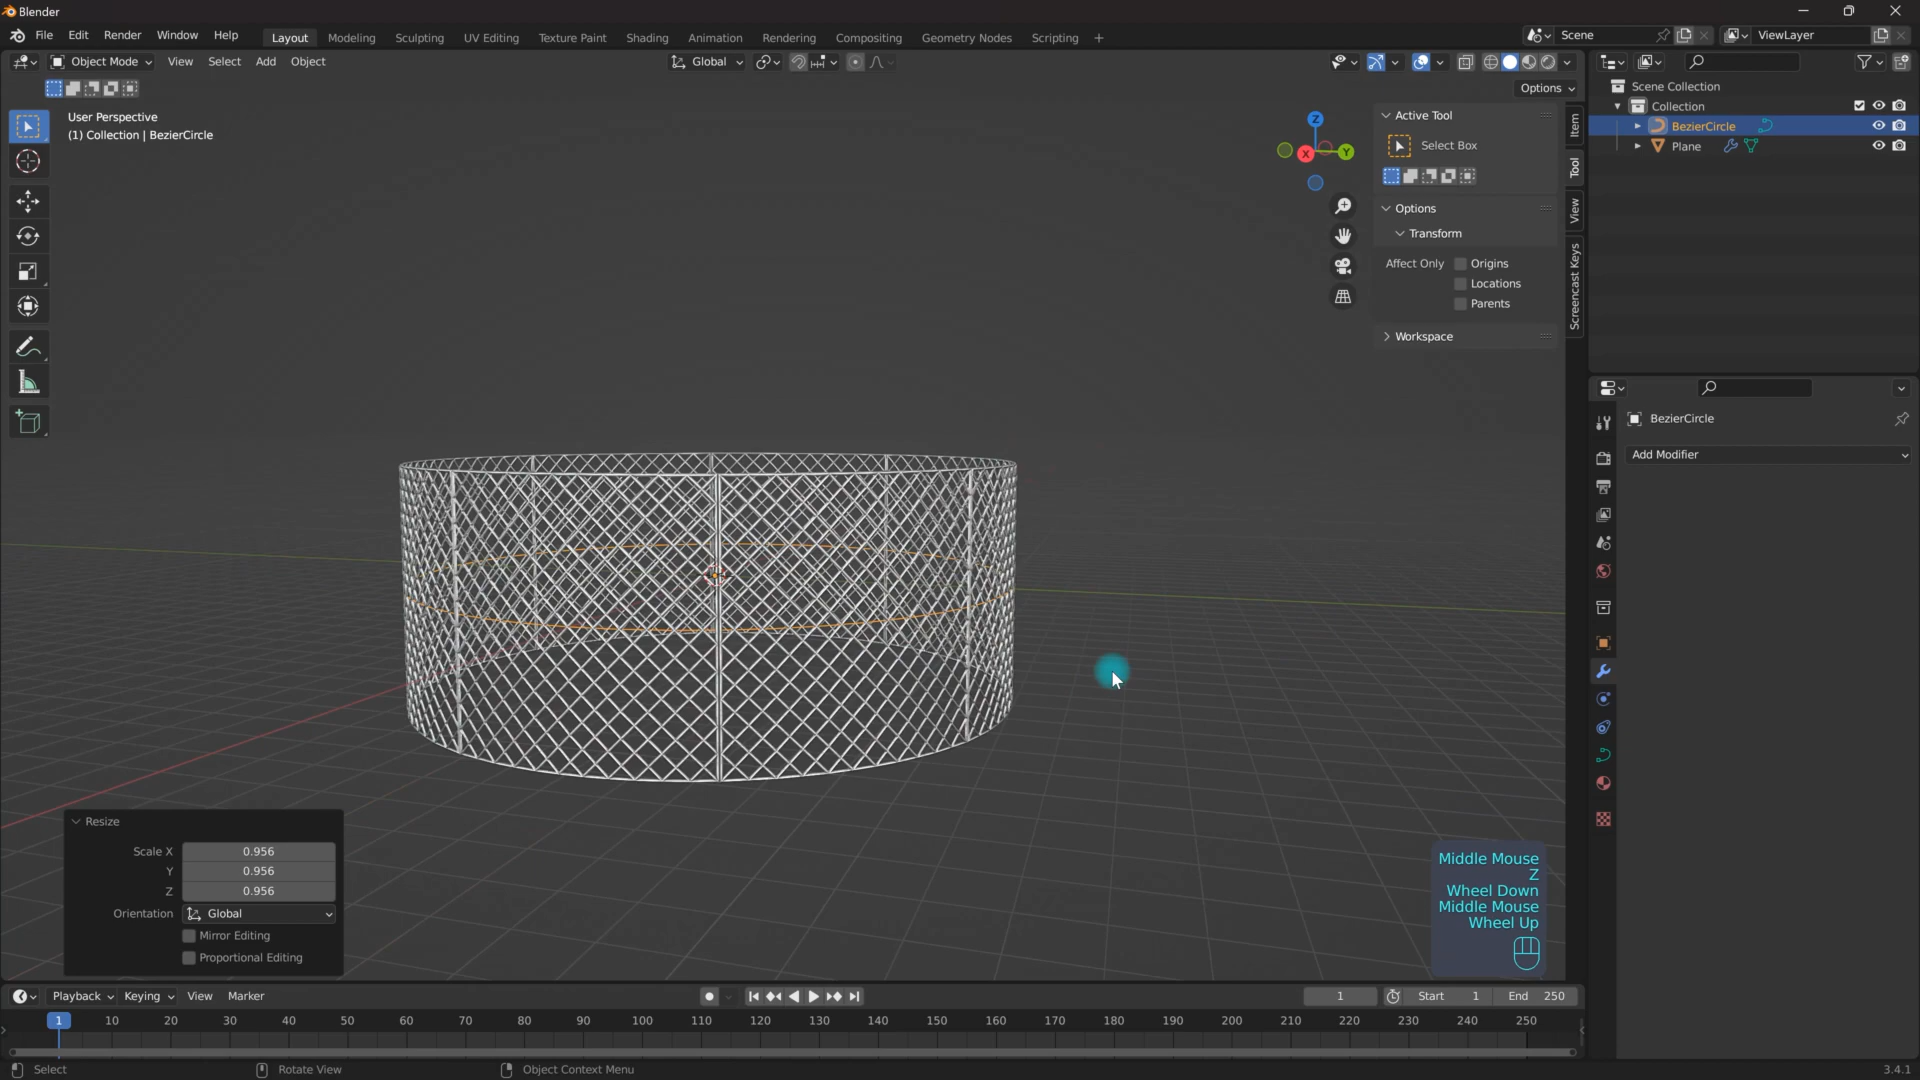 Blender
File Edit Render Window Help
Layout Modeling Sculpting UV Editing Texture Paint Shading Animation Rendering Compositing Geometry Nodes Scripting +
Scene
ViewLayer
Object Mode View Select Add Object
Global
Options
User Perspective
(1) Collection | BezierCircle
Z
X
Y
Active Tool
Select Box
Options
Transform
Affect Only Origins
Locations
Parents
Workspace
Item
Tool
View
Screencast Keys
Scene Collection
Collection
BezierCircle
Plane
BezierCircle
Add Modifier
Resize
Scale X 0.956
Y 0.956
Z 0.956
Orientation Global
Mirror Editing
Proportional Editing
Middle Mouse
Z
Wheel Down
Middle Mouse
Wheel Up
Playback Keying View Marker
1 Start 1 End 250
1 10 20 30 40 50 60 70 80 90 100 110 120 130 140 150 160 170 180 190 200 210 220 230 240 250
Select Rotate View Object Context Menu
3.4.1